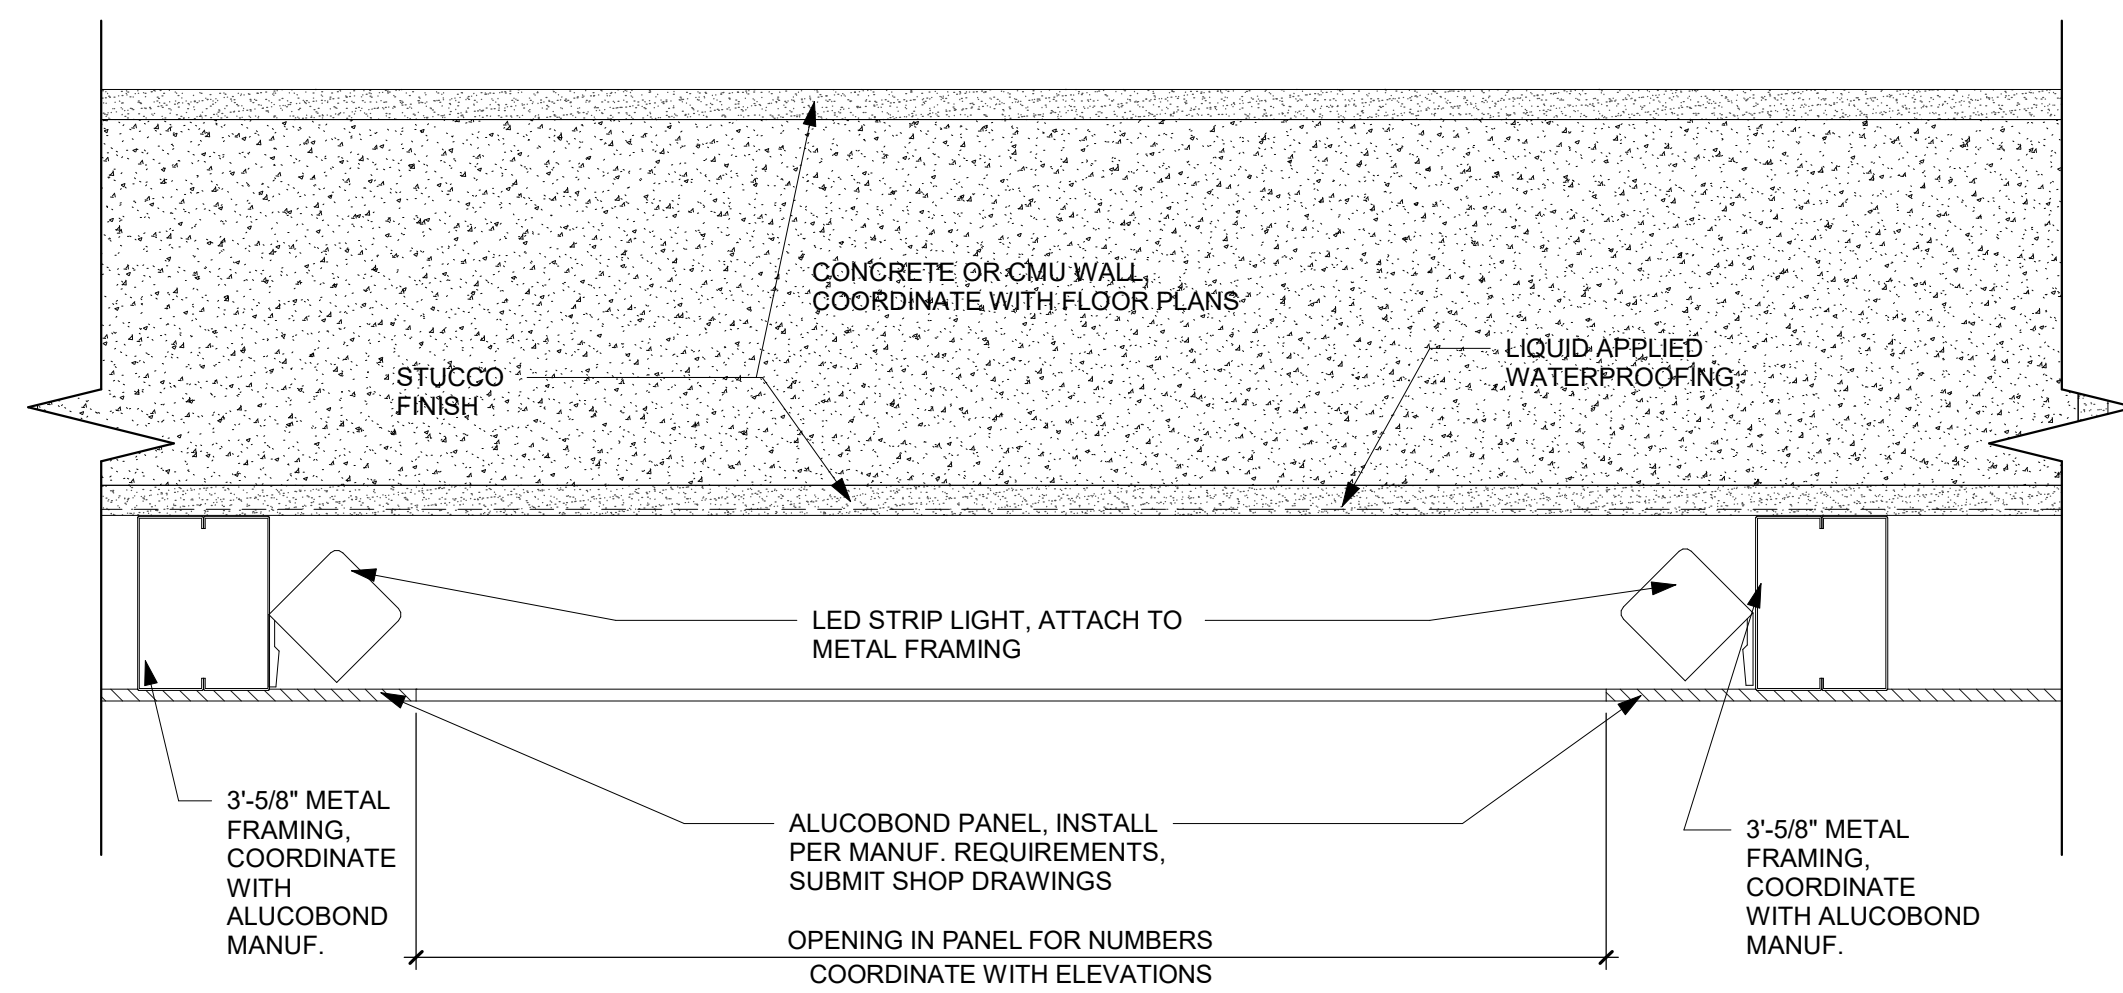 CONCRETE OR CMU WALL,
COORDINATE WITH FLOOR PLANS
LIQUID APPLIED
WATERPROOFING,
STUCCO
FINISH
LED STRIP LIGHT, ATTACH TO
METAL FRAMING
3'-5/8" METAL
FRAMING,
COORDINATE
WITH
ALUCOBOND
MANUF.
ALUCOBOND PANEL, INSTALL
PER MANUF. REQUIREMENTS,
SUBMIT SHOP DRAWINGS
3'-5/8" METAL
FRAMING,
COORDINATE
WITH ALUCOBOND
MANUF.
OPENING IN PANEL FOR NUMBERS
COORDINATE WITH ELEVATIONS